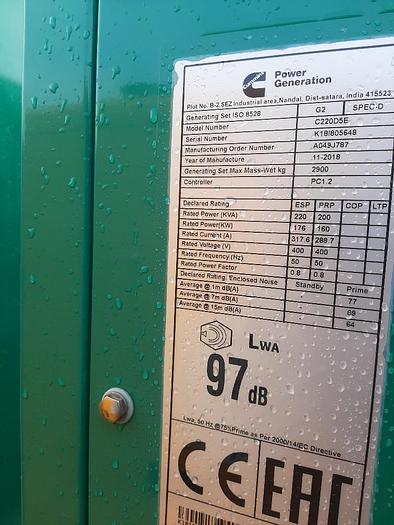 Cummins
Power
Generation
Plot No. B-2,SEZ Industrial area,Nandal, Dist-satara, India 415523
Generating Set ISO 8528 G2 SPEC-D
Model Number C220D5E
Serial Number K18I805648
Manufacturing Order Number A049J787
Year of Manufacture 11-2018
Generating Set Max Mass-Wet kg 2900
Controller PC1.2
Declared Rating ESP PRP COP LTP
Rated Power (KVA) 220 200
Rated Power(KW) 176 160
Rated Current (A) 317.6 288.7
Rated Voltage (V) 400 400
Rated Frequency (Hz) 50 50
Rated Power Factor 0.8 0.8
Declared Rating, Enclosed Noise Standby Prime
Average @ 1m dB(A) 77
Average @ 7m dB(A) 69
Average @ 15m dB(A) 64
LWA
97 dB
Lwa, 50 Hz @75%Prime as Per 2000/14/EC Directive
CE EAC